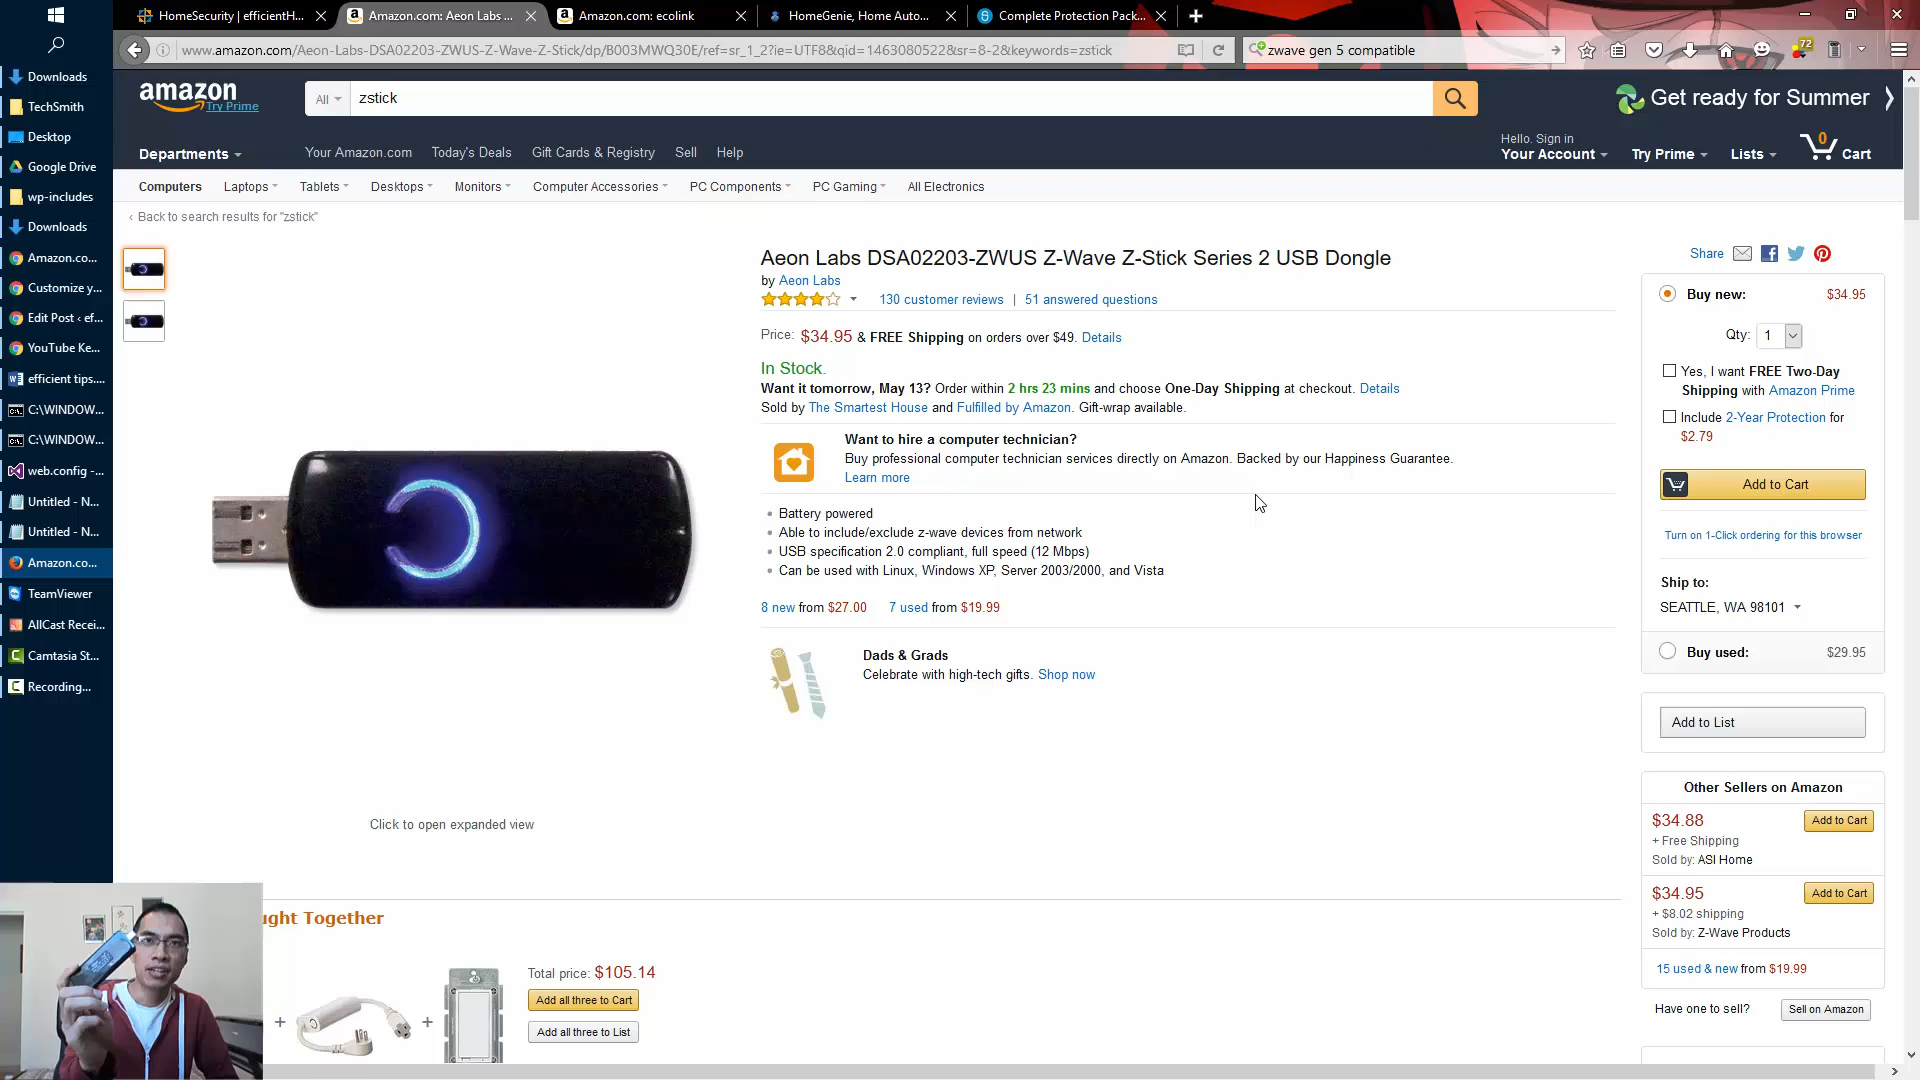 HomeSecurity | efficientH...
Amazon.com: Aeon Labs ...
Amazon.com: ecolink
HomeGenie, Home Auto...
Complete Protection Pack...
www.amazon.com/Aeon-Labs-DSA02203-ZWUS-Z-Wave-Z-Stick/dp/B003MWQ30E/ref=sr_1_2?ie=UTF8&qid=1463080522&sr=8-2&keywords=zstick
zwave gen 5 compatible
72
Downloads
TechSmith
Desktop
Google Drive
wp-includes
Downloads
Amazon.co...
Customize y...
Edit Post ‹ ef...
YouTube Ke...
efficient tips....
C:\WINDOW...
C:\WINDOW...
web.config -...
Untitled - N...
Untitled - N...
Amazon.co...
TeamViewer
AllCast Recei...
Camtasia St...
Recording...
amazon
Try Prime
All
zstick
Get ready for Summer
Departments
Your Amazon.com
Today's Deals
Gift Cards & Registry
Sell
Help
Hello. Sign in
Your Account
Try Prime
Lists
0
Cart
Computers
Laptops
Tablets
Desktops
Monitors
Computer Accessories
PC Components
PC Gaming
All Electronics
‹ Back to search results for "zstick"
Aeon Labs DSA02203-ZWUS Z-Wave Z-Stick Series 2 USB Dongle
by Aeon Labs
130 customer reviews | 51 answered questions
Price: $34.95 & FREE Shipping on orders over $49. Details
In Stock.
Want it tomorrow, May 13? Order within 2 hrs 23 mins and choose One-Day Shipping at checkout. Details
Sold by The Smartest House and Fulfilled by Amazon. Gift-wrap available.
Want to hire a computer technician?
Buy professional computer technician services directly on Amazon. Backed by our Happiness Guarantee.
Learn more
Battery powered
Able to include/exclude z-wave devices from network
USB specification 2.0 compliant, full speed (12 Mbps)
Can be used with Linux, Windows XP, Server 2003/2000, and Vista
8 new from $27.00 7 used from $19.99
Dads & Grads
Celebrate with high-tech gifts. Shop now
Click to open expanded view
Share
Buy new: $34.95
Qty: 1
Yes, I want FREE Two-Day
Shipping with Amazon Prime
Include 2-Year Protection for
$2.79
Add to Cart
Turn on 1-Click ordering for this browser
Ship to:
SEATTLE, WA 98101
Buy used: $29.95
Add to List
Other Sellers on Amazon
$34.88 Add to Cart
+ Free Shipping
Sold by: ASI Home
$34.95 Add to Cart
+ $8.02 shipping
Sold by: Z-Wave Products
15 used & new from $19.99
Have one to sell? Sell on Amazon
ught Together
Total price: $105.14
Add all three to Cart
Add all three to List
+
+